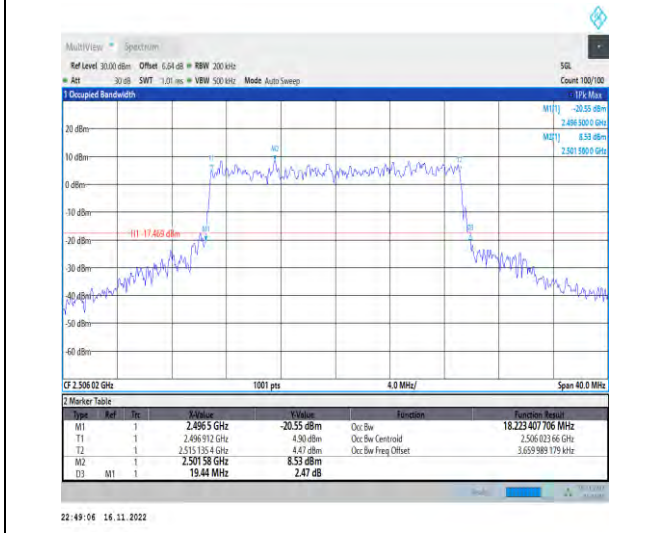 MultiView Spectrum
Ref Level 30.00 dBm Offset 6.64 dB RBW 200 kHz SGL
Att 30 dB SWT 1.01 ms VBW 500 kHz Mode Auto Sweep Count 100/100
1 Occupied Bandwidth 1Pk Max
M1[1] -20.55 dBm
2.496 500 0 GHz
M2[1] 8.53 dBm
2.501 580 0 GHz
20 dBm
M2
10 dBm
T1 T2
0 dBm
-10 dBm
H1 -17.469 dBm
M1 D3
-20 dBm
-30 dBm
-40 dBm
-50 dBm
-60 dBm
CF 2.506 02 GHz 1001 pts 4.0 MHz/ Span 40.0 MHz
2 Marker Table
Type Ref Trc X-Value Y-Value Function Function Result
M1 1 2.496 5 GHz -20.55 dBm Occ Bw 18.223 407 706 MHz
T1 1 2.496 912 GHz 4.90 dBm Occ Bw Centroid 2.506 023 66 GHz
T2 1 2.515 135 4 GHz 4.47 dBm Occ Bw Freq Offset 3.659 989 179 kHz
M2 1 2.501 58 GHz 8.53 dBm
D3 M1 1 19.44 MHz 2.47 dB
22:49:06 16.11.2022